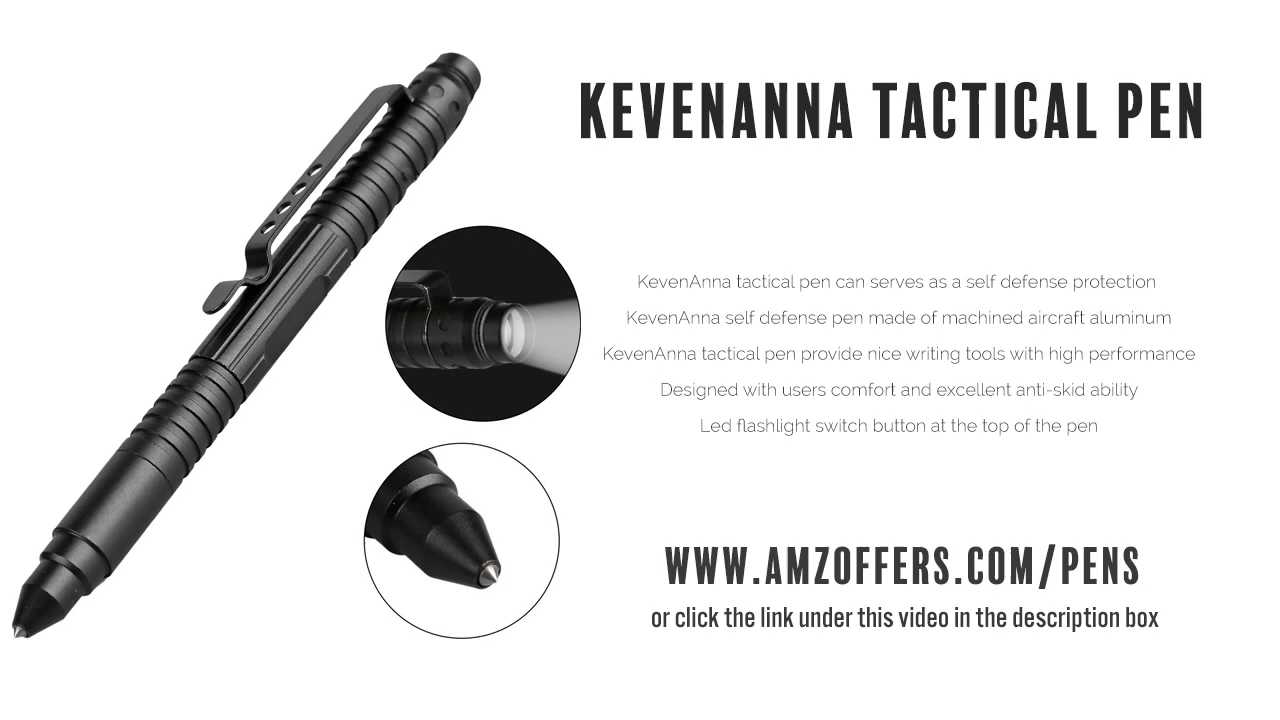 KEVENANNA TACTICAL PEN
KevenAnna tactical pen can serves as a self defense protection
KevenAnna self defense pen made of machined aircraft aluminum
KevenAnna tactical pen provide nice writing tools with high performance
Designed with users comfort and excellent anti-skid ability
Led flashlight switch button at the top of the pen
WWW.AMZOFFERS.COM/PENS
or click the link under this video in the description box